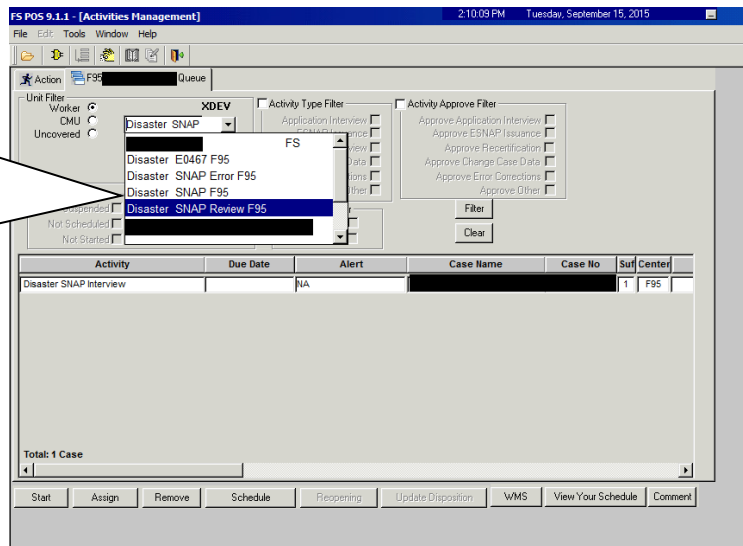 FS POS 9.1.1 - [Activities Management] 2:10:09 PM Tuesday, September 15, 2015
File Edit Tools Window Help
Action F95 Queue
Unit Filter
Worker
CMU
Uncovered
XDEV
Disaster SNAP
FS
Disaster E0467 F95
Disaster SNAP Error F95
Disaster SNAP F95
Disaster SNAP Review F95
Suspended
Not Scheduled
Not Started
Activity Type Filter
Application Interview
ESNAP Issuance
Data
Other
Activity Approve Filter
Approve Application Interview
Approve ESNAP Issuance
Approve Recertification
Approve Change Case Data
Approve Error Corrections
Approve Other
Filter
Clear
Activity Due Date Alert Case Name Case No Suf Center
Disaster SNAP Interview NA 1 F95
Total: 1 Case
Start Assign Remove Schedule Reopening Update Disposition WMS View Your Schedule Comment